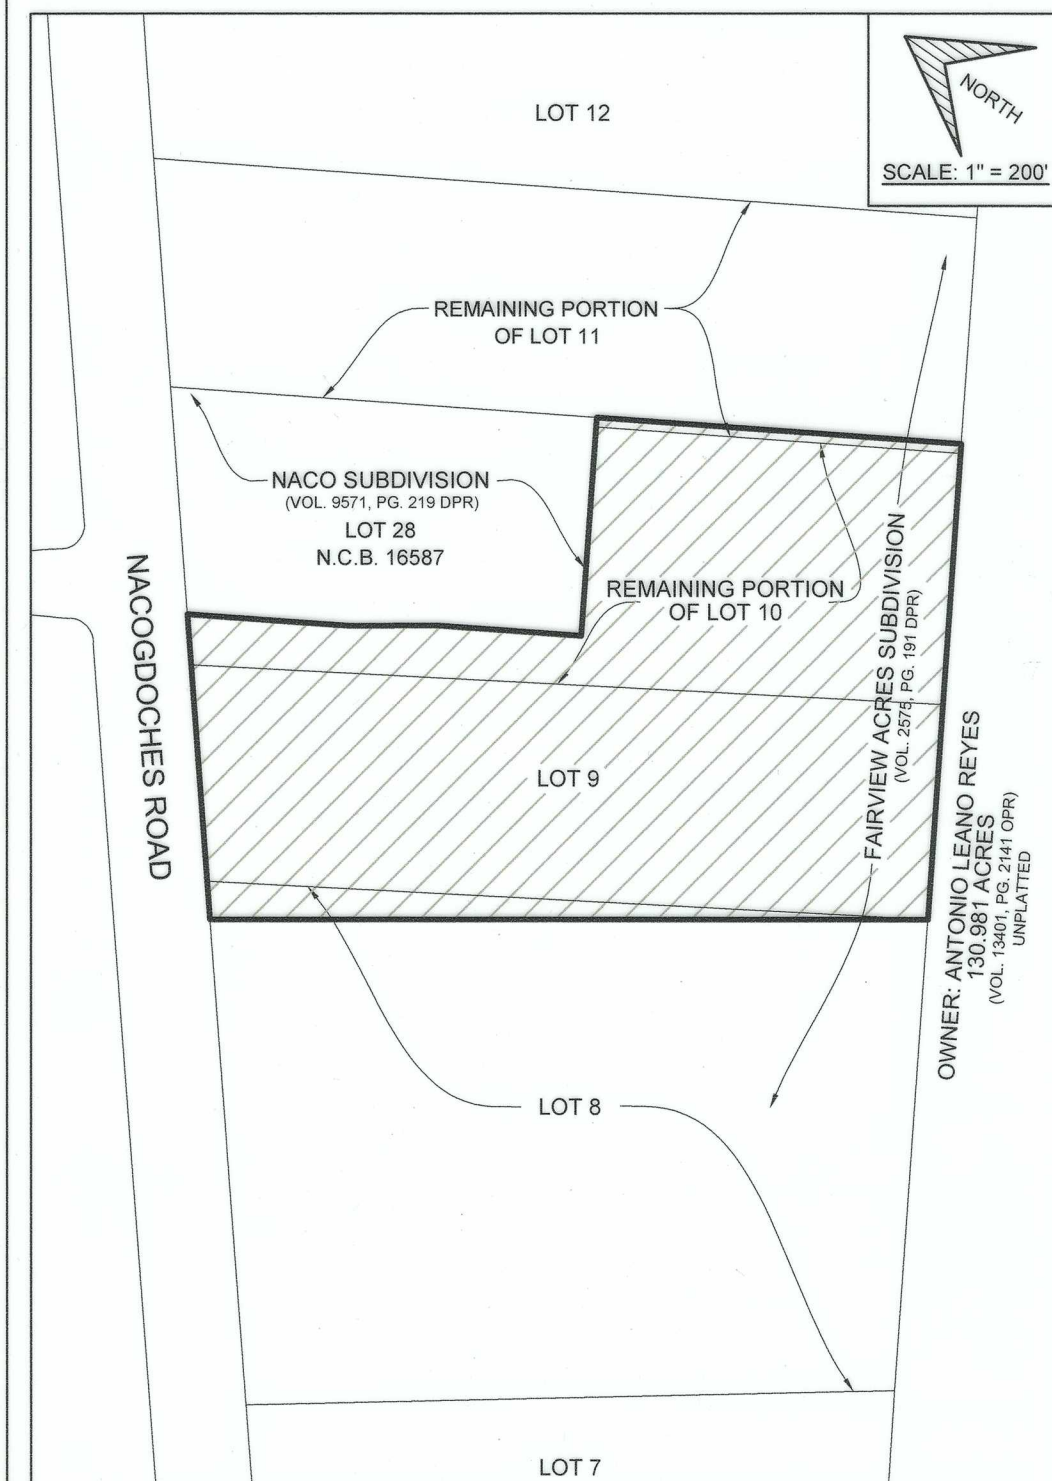 LOT 12
NORTH
SCALE: 1" = 200'
REMAINING PORTION
OF LOT 11
NACO SUBDIVISION
(VOL. 9571, PG. 219 DPR)
LOT 28
N.C.B. 16587
REMAINING PORTION
OF LOT 10
NACOGDOCHES ROAD
FAIRVIEW ACRES SUBDIVISION
(VOL. 2575, PG. 191 DPR)
LOT 9
OWNER: ANTONIO LEANO REYES
130.981 ACRES
(VOL. 13401, PG. 2141 OPR)
UNPLATTED
LOT 8
LOT 7